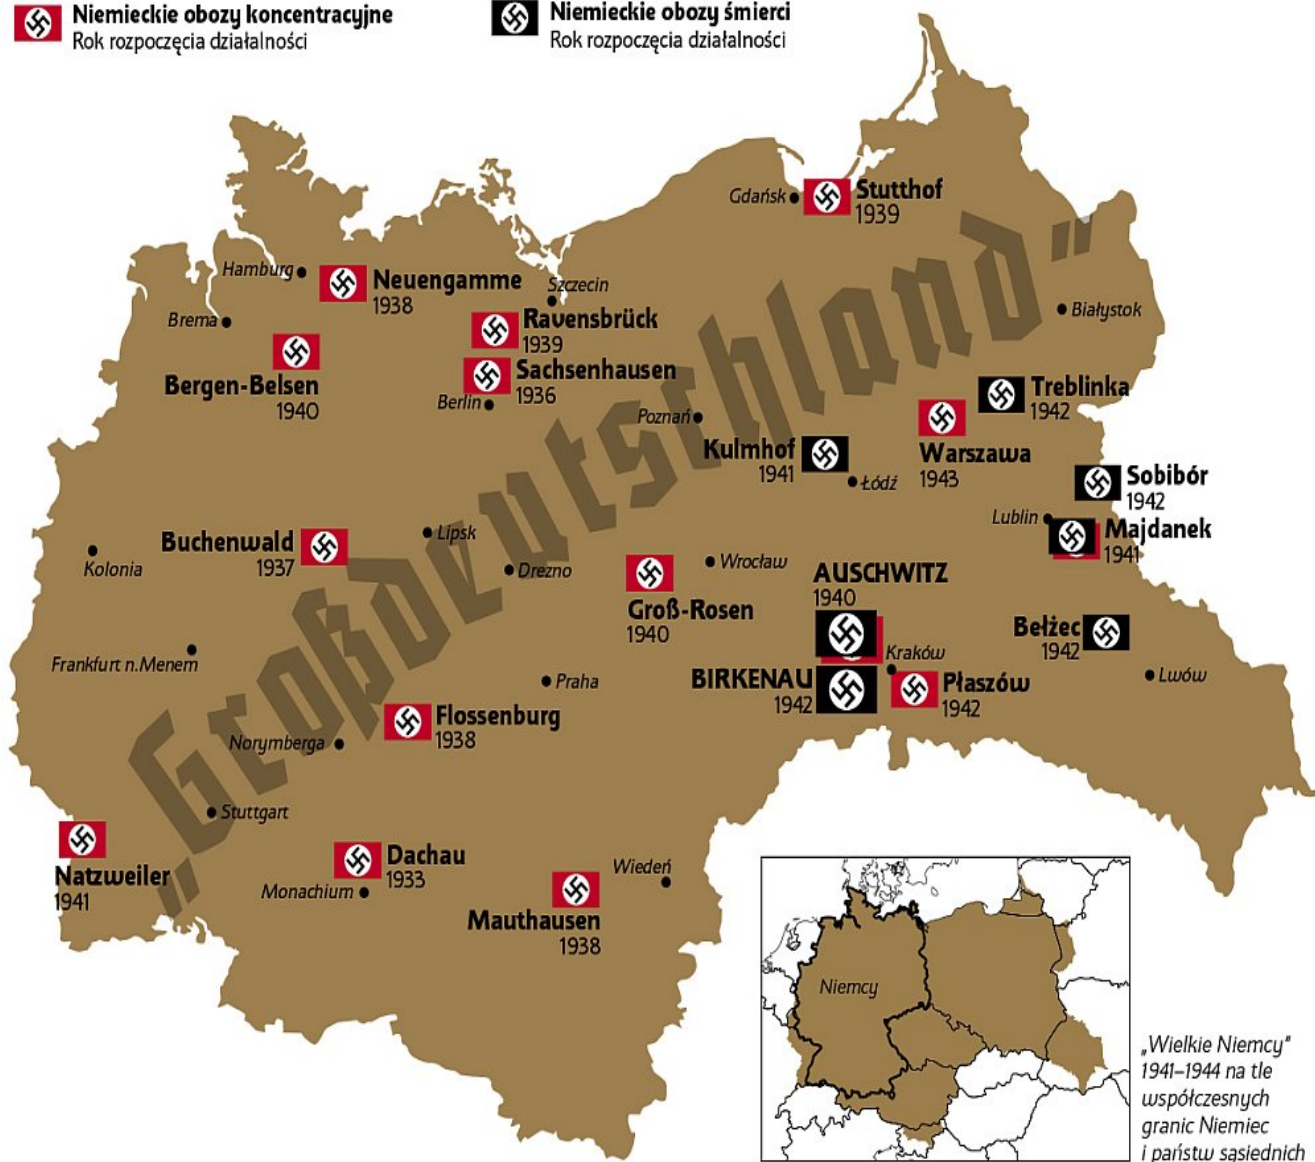 Niemieckie obozy koncentracyjne
Rok rozpoczęcia działalności
Niemieckie obozy śmierci
Rok rozpoczęcia działalności
Gdańsk
Stutthof
1939
Hamburg
Neuengamme
1938
Szczecin
Brema
Ravensbrück
1939
Białystok
Bergen-Belsen
1940
Sachsenhausen
1936
Berlin
Poznań
Treblinka
1942
Kulmhof
1941
Łódź
Warszawa
1943
Sobibór
1942
Lublin
Majdanek
1941
Buchenwald
1937
Lipsk
Kolonia
Drezno
Wrocław
Groß-Rosen
1940
AUSCHWITZ
1940
Bełżec
1942
Frankfurt n.Menem
Praha
Kraków
BIRKENAU
1942
Płaszów
1942
Lwów
Flossenburg
1938
Norymberga
„Großdeutschland”
Stuttgart
Natzweiler
1941
Dachau
1933
Monachium
Wiedeń
Mauthausen
1938
Niemcy
„Wielkie Niemcy"
1941–1944 na tle
współczesnych
granic Niemiec
i państw sąsiednich